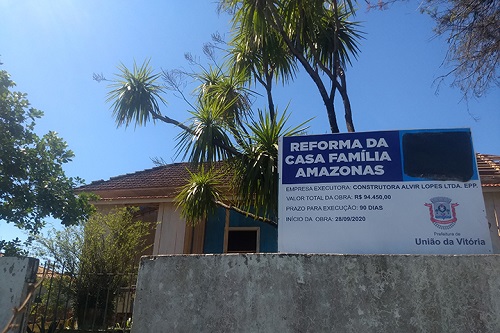 REFORMA DA
CASA FAMÍLIA
AMAZONAS
EMPRESA EXECUTORA: CONSTRUTORA ALVIR LOPES LTDA. EPP.
VALOR TOTAL DA OBRA: R$ 94.450,00
PRAZO PARA EXECUÇÃO: 90 DIAS
INÍCIO DA OBRA: 28/09/2020
Prefeitura de
União da Vitória